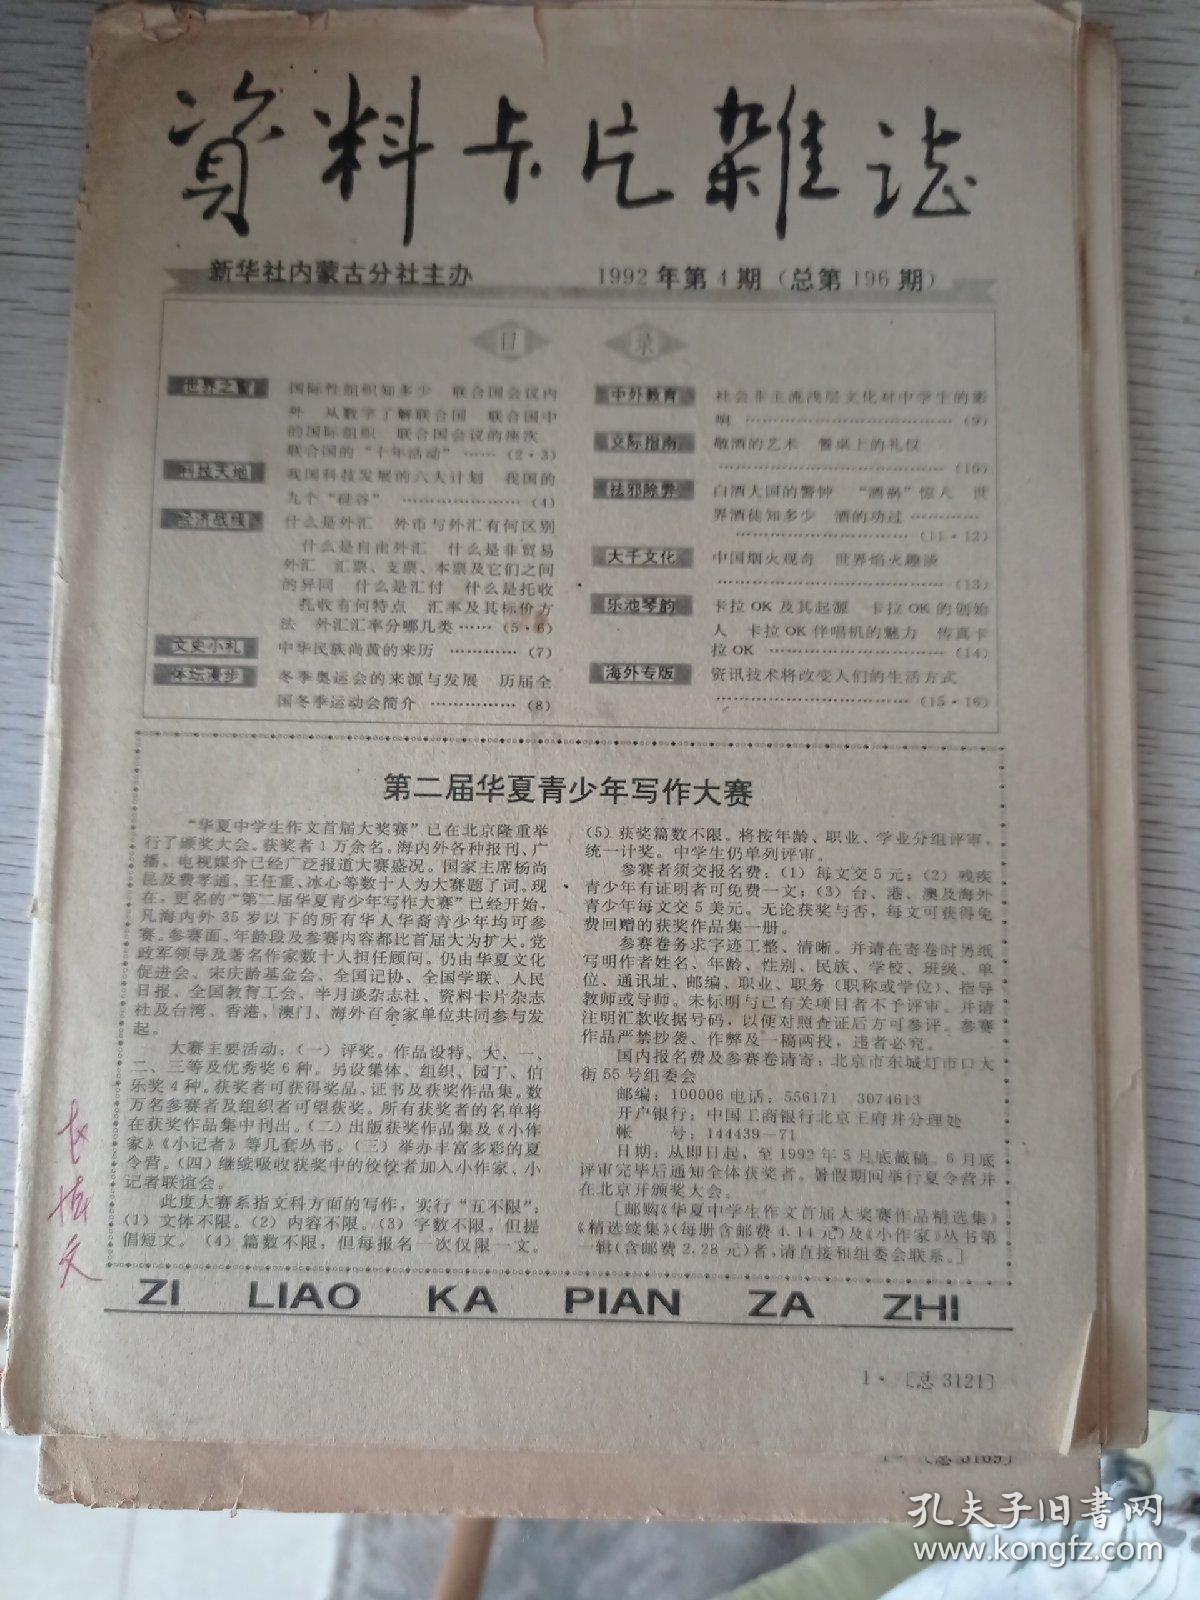 资料卡片雜誌
新华社内蒙古分社主办 1992年第4期（总第196期）
目 录
世界之窗 国际性组织知多少 联合国会议内
外 从数字了解联合国 联合国中
的国际组织 联合国会议的座次
联合国的“十年活动”……(2·3)
科技天地 我国科技发展的六大计划 我国的
九个“硅谷” ………………(4)
经济战线 什么是外汇 外币与外汇有何区别
什么是自由外汇 什么是非贸易
外汇 汇票、支票、本票及它们之间
的异同 什么是汇付 什么是托收
托收有何特点 汇率及其标价方
法 外汇汇率分哪几类……(5·6)
文史小札 中华民族尚黄的来历 …………(7)
体坛漫步 冬季奥运会的来源与发展 历届全
国冬季运动会简介 ……………(8)
中外教育 社会非主流浅层文化对中学生的影
响 ………………………………(9)
交际指南 敬酒的艺术 餐桌上的礼仪
…………………………………(10)
祛邪除弊 白酒大国的警钟 “酒祸”惊人 世
界酒徒知多少 酒的功过…………
………………………………(11·12)
大千文化 中国烟火观奇 世界焰火趣谈
…………………………………(13)
乐池琴韵 卡拉OK及其起源 卡拉OK的创始
人 卡拉OK伴唱机的魅力 传真卡
拉OK ……………………………(14)
海外专版 资讯技术将改变人们的生活方式
………………………………(15·16)
第二届华夏青少年写作大赛
“华夏中学生作文首届大奖赛”已在北京隆重举
行了颁奖大会。获奖者1万余名。海内外各种报刊、广
播、电视媒介已经广泛报道大赛盛况。国家主席杨尚
昆及费孝通、王任重、冰心等数十人为大赛题了词。现
在，更名的“第二届华夏青少年写作大赛”已经开始，
凡海内外35岁以下的所有华人华裔青少年均可参
赛。参赛面、年龄段及参赛内容都比首届大为扩大。党
政军领导及著名作家数十人担任顾问。仍由华夏文化
促进会、宋庆龄基金会、全国记协、全国学联、人民
日报、全国教育工会、半月谈杂志社、资料卡片杂志
社及台湾、香港、澳门、海外百余家单位共同参与发
起。
大赛主要活动：（一）评奖。作品设特、大、一、
二、三等及优秀奖6种。另设集体、组织、园丁、伯
乐奖4种。获奖者可获得奖品、证书及获奖作品集。数
万名参赛者及组织者可望获奖。所有获奖者的名单将
在获奖作品集中刊出。（二）出版获奖作品集及《小作
家》《小记者》等几套丛书。（三）举办丰富多彩的夏
令营。（四）继续吸收获奖中的佼佼者加入小作家、小
记者联谊会。
此度大赛系指文科方面的写作，实行“五不限”：
（1）文体不限。（2）内容不限。（3）字数不限，但提
倡短文。（4）篇数不限，但每报名一次仅限一文。
（5）获奖篇数不限。将按年龄、职业、学业分组评审，
统一计奖。中学生仍单列评审。
参赛者须交报名费：（1）每文交5元；（2）残疾
青少年有证明者可免费一文；（3）台、港、澳及海外
青少年每文交5美元。无论获奖与否，每文可获得免
费回赠的获奖作品集一册。
参赛卷务求字迹工整、清晰。并请在寄卷时另纸
写明作者姓名、年龄、性别、民族、学校、班级、单
位、通讯址、邮编、职业、职务（职称或学位）、指导
教师或导师。未标明与己有关项目者不予评审。并请
注明汇款收据号码，以便对照查证后方可参评。参赛
作品严禁抄袭、作弊及一稿两投，违者必究。
国内报名费及参赛卷请寄：北京市东城灯市口大
街55号组委会
邮编：100006 电话：556171 3074613
开户银行：中国工商银行北京王府井分理处
帐 号：144439—71
日期：从即日起，至1992年5月底截稿。6月底
评审完毕后通知全体获奖者。暑假期间举行夏令营并
在北京开颁奖大会。
［邮购《华夏中学生作文首届大奖赛作品精选集》
《精选续集》（每册含邮费4.14元）及《小作家》丛书第
一辑（含邮费2.28元）者，请直接和组委会联系。］
ZI LIAO KA PIAN ZA ZHI
1·〔总3121〕
孔夫子旧书网
www.kongfz.com